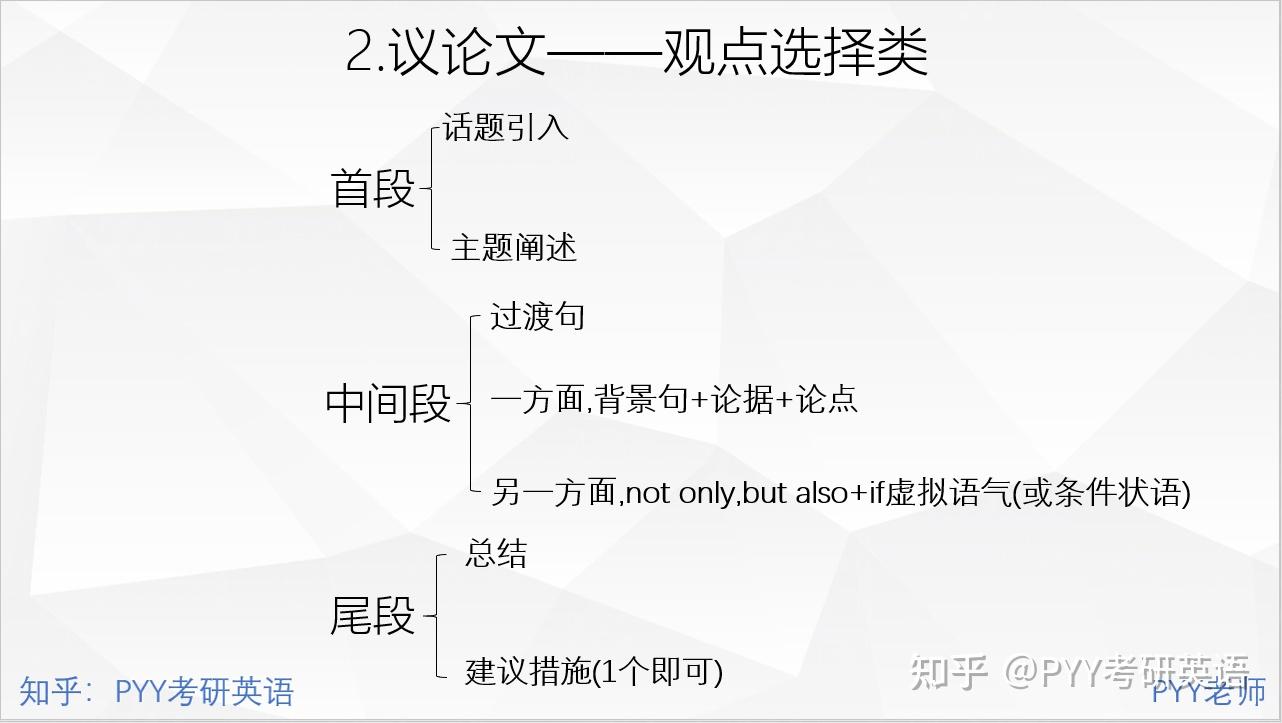 2.议论文——观点选择类
首段
话题引入
主题阐述
中间段
过渡句
一方面,背景句+论据+论点
另一方面,not only,but also+if虚拟语气(或条件状语)
尾段
总结
建议措施(1个即可)
知乎：PYY考研英语
知乎 @PYY考研英语
PYY老师